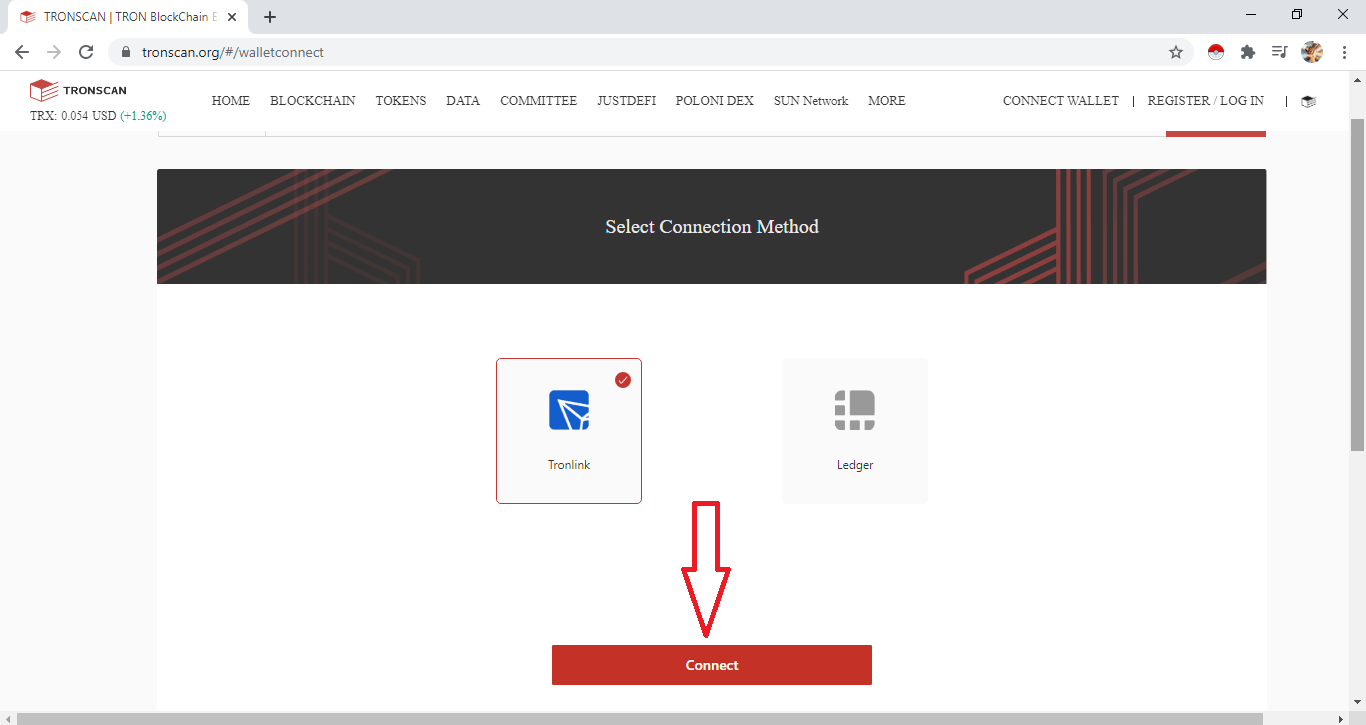 TRONSCAN | TRON BlockChain E
tronscan.org/#/walletconnect
TRONSCAN
TRX: 0.054 USD (+1.36%)
HOME BLOCKCHAIN TOKENS DATA COMMITTEE JUSTDEFI POLONI DEX SUN Network MORE CONNECT WALLET | REGISTER / LOG IN |
Select Connection Method
Tronlink Ledger
Connect